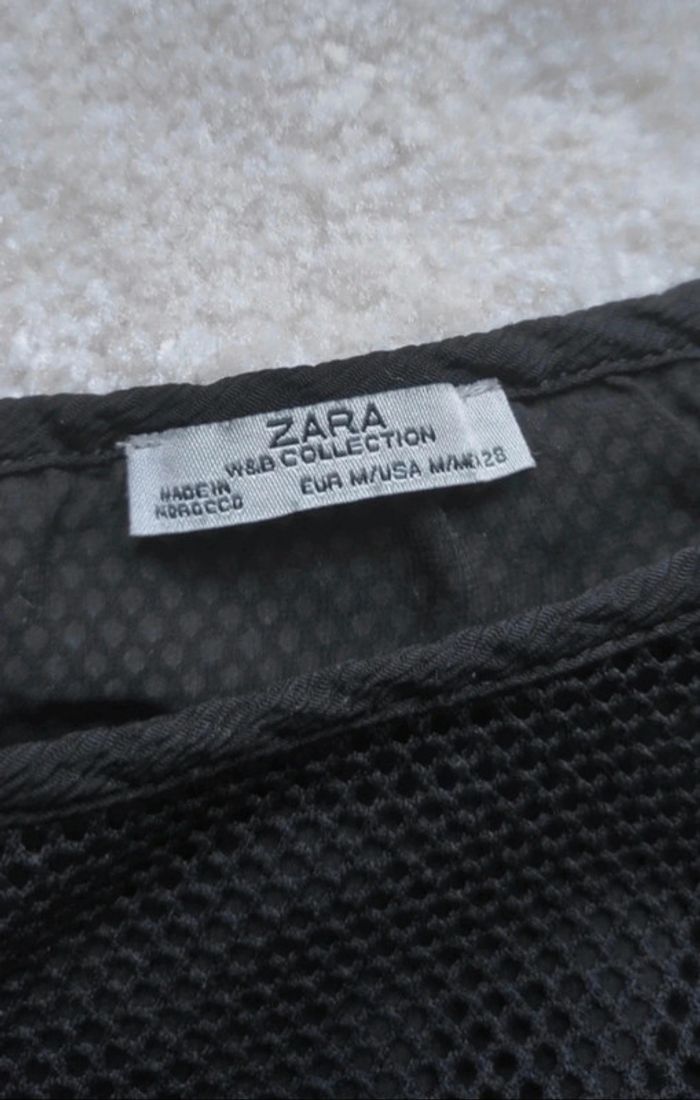 ZARA
W&B COLLECTION
MADE IN
MOROCCO
EUR M/USA M/MEX 28